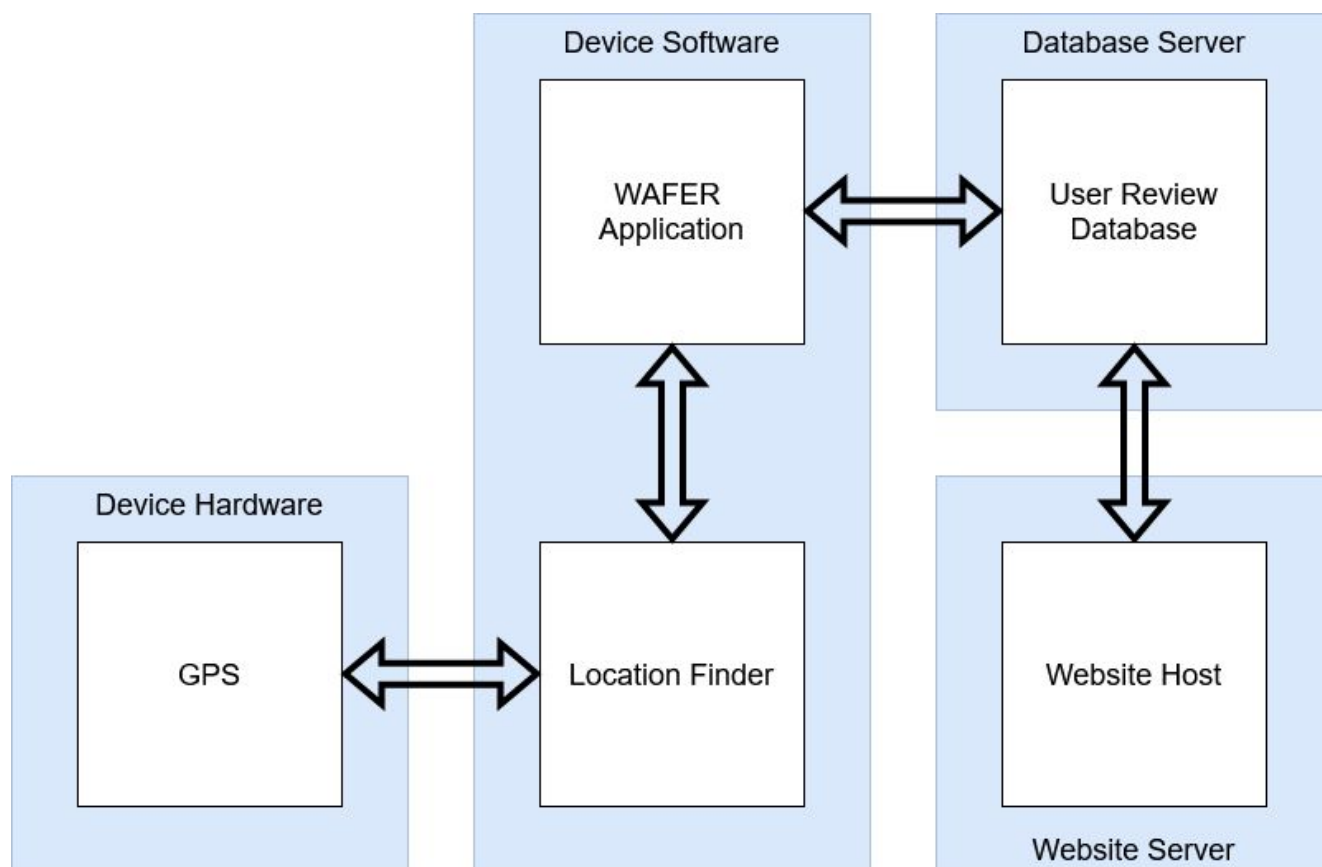 Device Software
Database Server
WAFER
Application
User Review
Database
Device Hardware
GPS
Location Finder
Website Host
Website Server